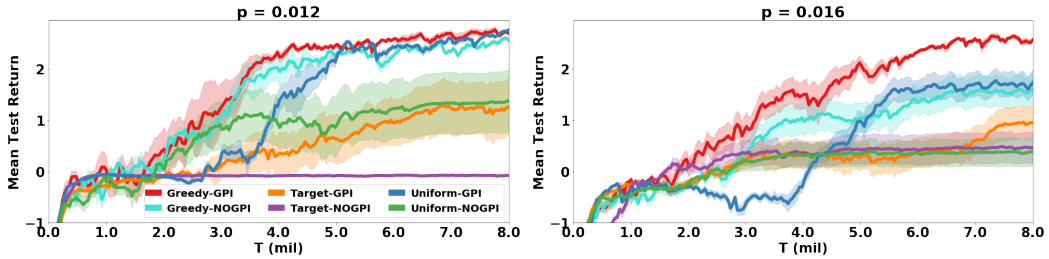 p = 0.012
Mean Test Return
2
1
0
−1
0.0 1.0 2.0 3.0 4.0 5.0 6.0 7.0 8.0
T (mil)
Greedy-GPI Target-GPI Uniform-GPI
Greedy-NOGPI Target-NOGPI Uniform-NOGPI
p = 0.016
Mean Test Return
2
1
0
−1
0.0 1.0 2.0 3.0 4.0 5.0 6.0 7.0 8.0
T (mil)